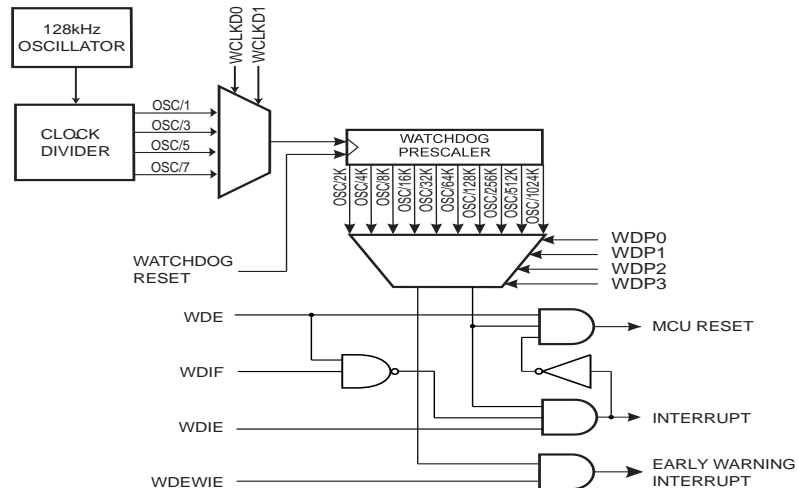 128kHz
OSCILLATOR
WCLKD0
WCLKD1
CLOCK
DIVIDER
OSC/1
OSC/3
OSC/5
OSC/7
WATCHDOG
PRESCALER
OSC/2K
OSC/4K
OSC/8K
OSC/16K
OSC/32K
OSC/64K
OSC/128K
OSC/256K
OSC/512K
OSC/1024K
WDP0
WDP1
WDP2
WDP3
WATCHDOG
RESET
WDE
MCU RESET
WDIF
WDIE
INTERRUPT
WDEWIE
EARLY WARNING
INTERRUPT